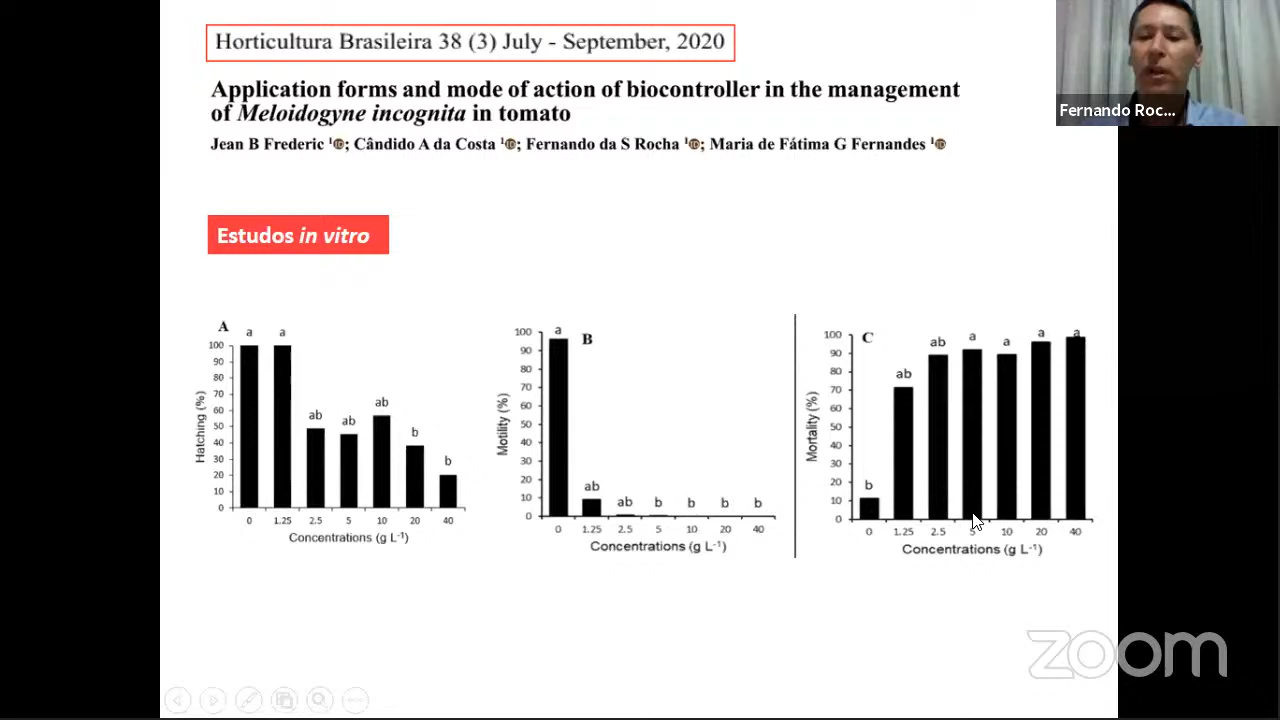 Horticultura Brasileira 38 (3) July - September, 2020
Application forms and mode of action of biocontroller in the management
of Meloidogyne incognita in tomato
Jean B Frederic ¹iD; Cândido A da Costa ¹iD; Fernando da S Rocha ¹iD; Maria de Fátima G Fernandes ¹iD
Fernando Roc...
Estudos in vitro
A
a a ab ab ab b b
100
90
80
70
60
50
40
30
20
10
0
Hatching (%)
0 1.25 2.5 5 10 20 40
Concentrations (g L⁻¹)
B
a ab ab b b b b
100
90
80
70
60
50
40
30
20
10
0
Motility (%)
0 1.25 2.5 5 10 20 40
Concentrations (g L⁻¹)
C
b ab ab a a a a
100
90
80
70
60
50
40
30
20
10
0
Mortality (%)
0 1.25 2.5 5 10 20 40
Concentrations (g L⁻¹)
zoom